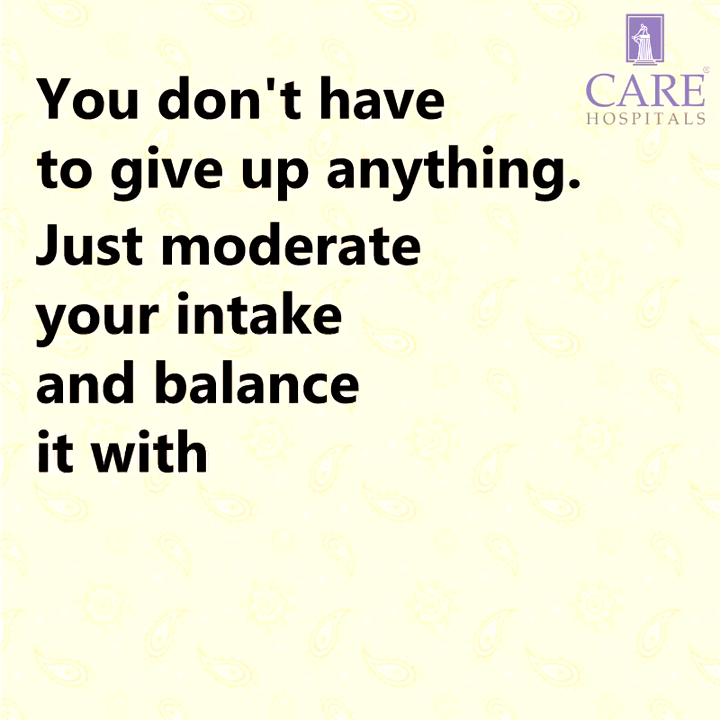 CARE®
HOSPITALS
You don't have
to give up anything.
Just moderate
your intake
and balance
it with